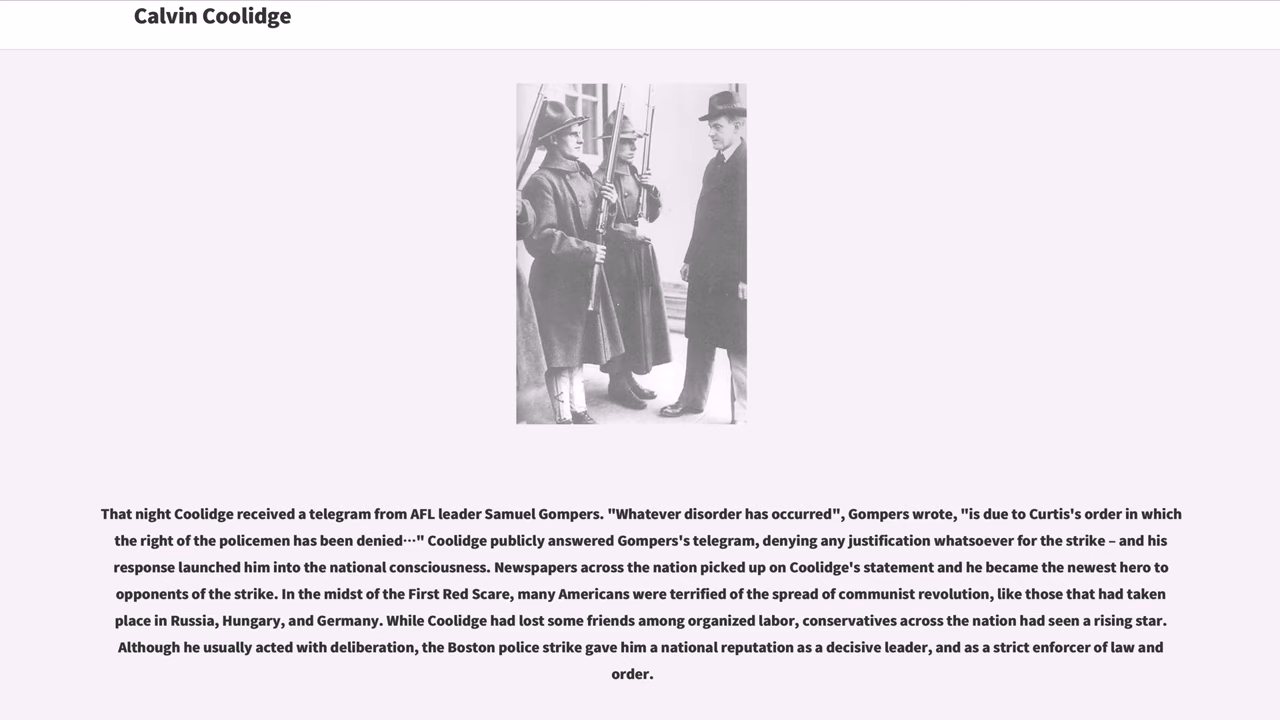 Calvin Coolidge
That night Coolidge received a telegram from AFL leader Samuel Gompers. "Whatever disorder has occurred", Gompers wrote, "is due to Curtis's order in which
the right of the policemen has been denied…" Coolidge publicly answered Gompers's telegram, denying any justification whatsoever for the strike – and his
response launched him into the national consciousness. Newspapers across the nation picked up on Coolidge's statement and he became the newest hero to
opponents of the strike. In the midst of the First Red Scare, many Americans were terrified of the spread of communist revolution, like those that had taken
place in Russia, Hungary, and Germany. While Coolidge had lost some friends among organized labor, conservatives across the nation had seen a rising star.
Although he usually acted with deliberation, the Boston police strike gave him a national reputation as a decisive leader, and as a strict enforcer of law and
order.